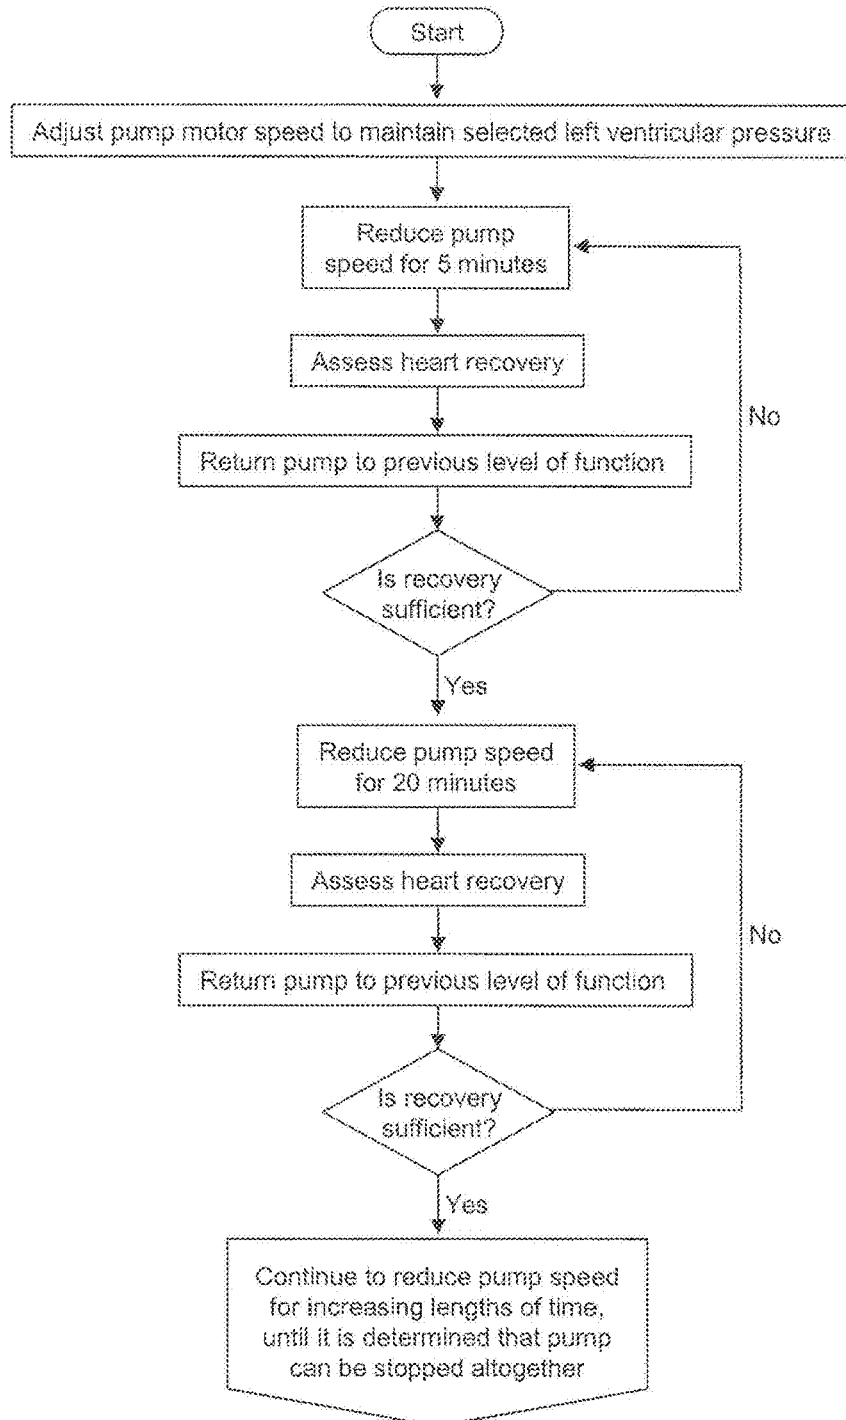 Start
Adjust pump motor speed to maintain selected left ventricular pressure
Reduce pump
speed for 5 minutes
Assess heart recovery
No
Return pump to previous level of function
Is recovery
sufficient?
Yes
Reduce pump speed
for 20 minutes
Assess heart recovery
No
Return pump to previous level of function
Is recovery
sufficient?
Yes
Continue to reduce pump speed
for increasing lengths of time,
until it is determined that pump
can be stopped altogether